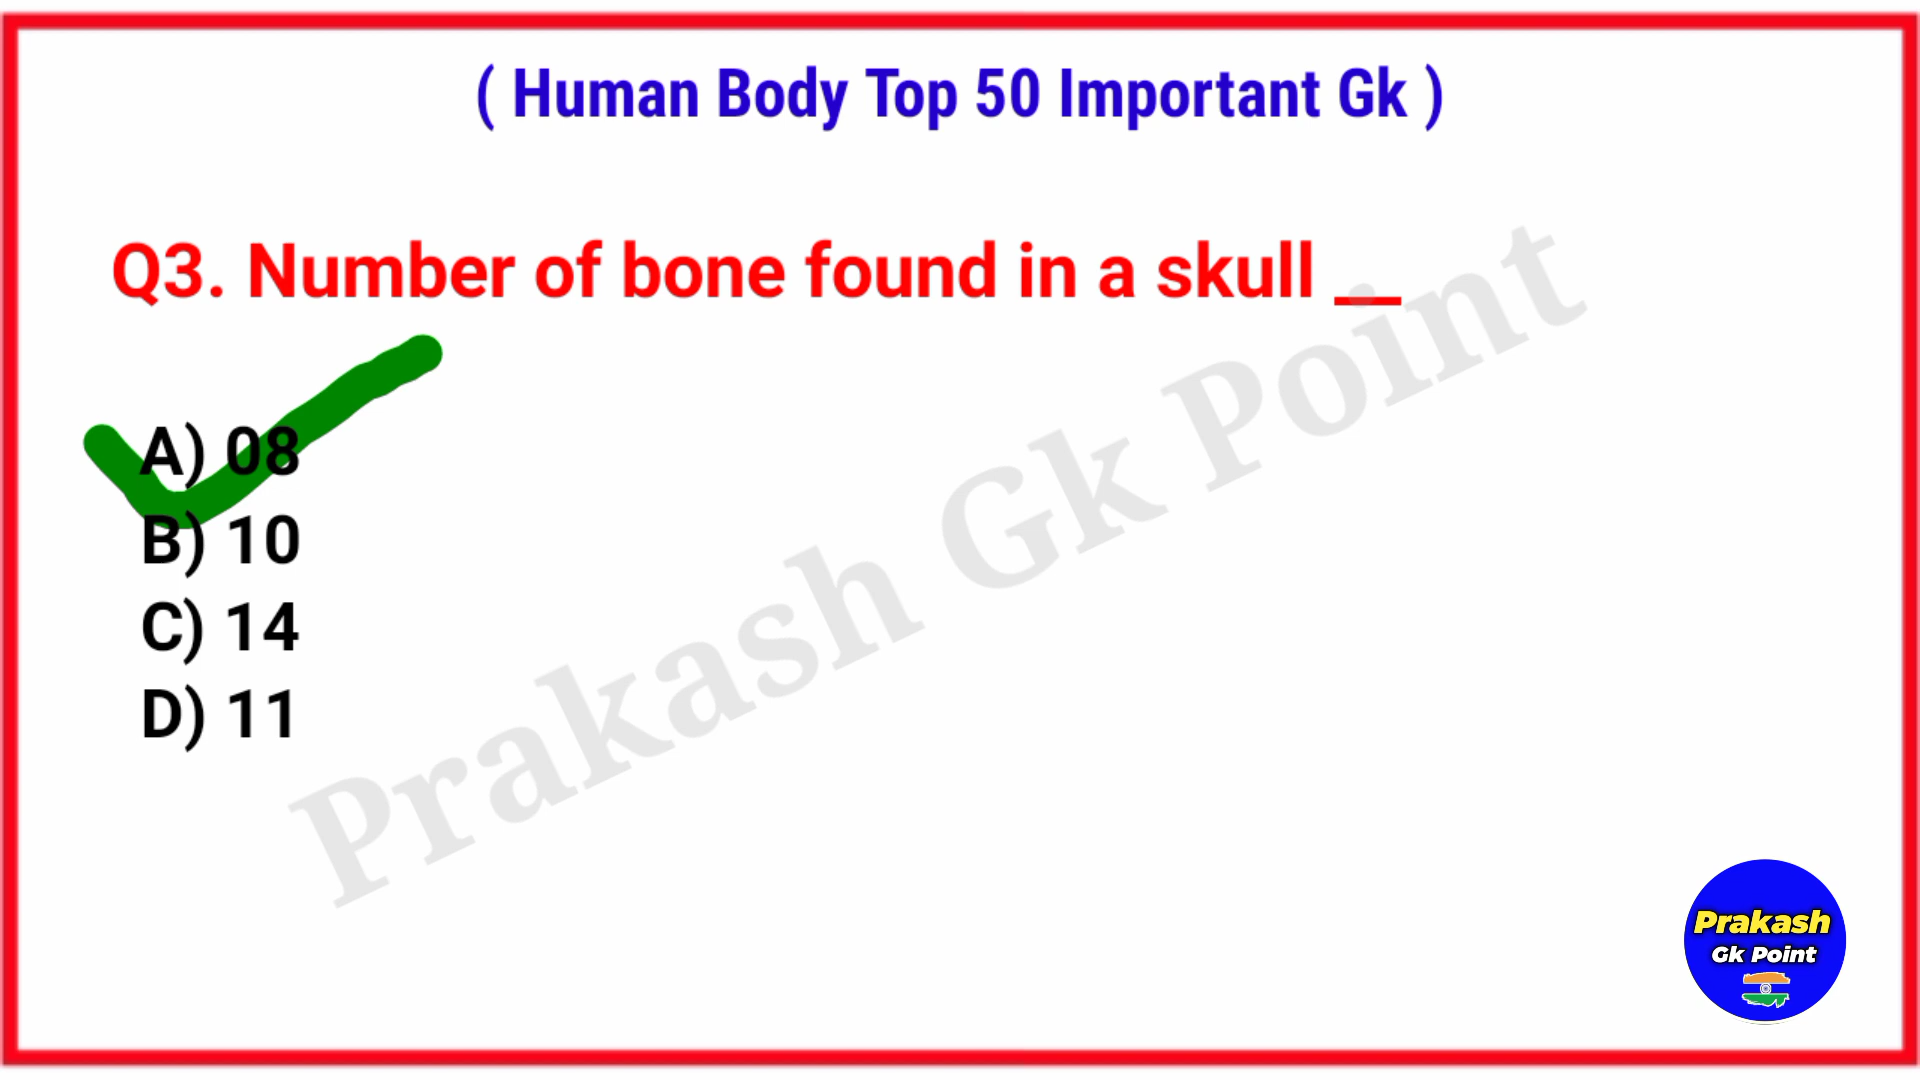 ( Human Body Top 50 Important Gk )
Q3. Number of bone found in a skull __
A) 08
B) 10
C) 14
D) 11
Prakash Gk Point
Prakash
Gk Point